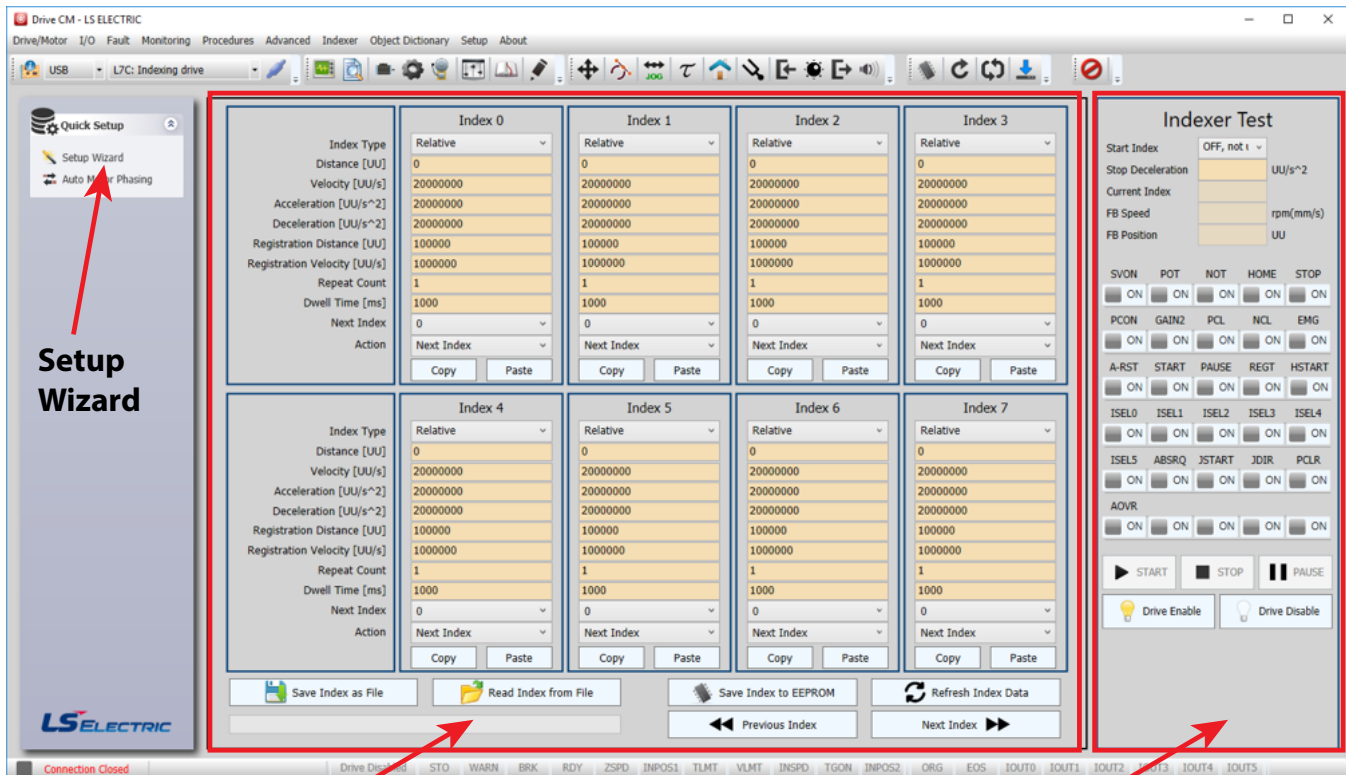 Drive CM - LS ELECTRIC
Drive/Motor I/O Fault Monitoring Procedures Advanced Indexer Object Dictionary Setup About
USB L7C: Indexing drive JOG
Quick Setup
Setup Wizard
Auto Motor Phasing
Setup
Wizard
LS ELECTRIC
Index 0 Index 1 Index 2 Index 3
Index Type Relative Relative Relative Relative
Distance [UU] 0 0 0 0
Velocity [UU/s] 20000000 20000000 20000000 20000000
Acceleration [UU/s^2] 20000000 20000000 20000000 20000000
Deceleration [UU/s^2] 20000000 20000000 20000000 20000000
Registration Distance [UU] 100000 100000 100000 100000
Registration Velocity [UU/s] 1000000 1000000 1000000 1000000
Repeat Count 1 1 1 1
Dwell Time [ms] 1000 1000 1000 1000
Next Index 0 0 0 0
Action Next Index Next Index Next Index Next Index
Copy Paste Copy Paste Copy Paste Copy Paste
Index 4 Index 5 Index 6 Index 7
Index Type Relative Relative Relative Relative
Distance [UU] 0 0 0 0
Velocity [UU/s] 20000000 20000000 20000000 20000000
Acceleration [UU/s^2] 20000000 20000000 20000000 20000000
Deceleration [UU/s^2] 20000000 20000000 20000000 20000000
Registration Distance [UU] 100000 100000 100000 100000
Registration Velocity [UU/s] 1000000 1000000 1000000 1000000
Repeat Count 1 1 1 1
Dwell Time [ms] 1000 1000 1000 1000
Next Index 0 0 0 0
Action Next Index Next Index Next Index Next Index
Copy Paste Copy Paste Copy Paste Copy Paste
Save Index as File Read Index from File Save Index to EEPROM Refresh Index Data
Previous Index Next Index
Indexer Test
Start Index OFF, not
Stop Deceleration UU/s^2
Current Index
FB Speed rpm(mm/s)
FB Position UU
SVON POT NOT HOME STOP
ON ON ON ON ON
PCON GAIN2 PCL NCL EMG
ON ON ON ON ON
A-RST START PAUSE REGT HSTART
ON ON ON ON ON
ISEL0 ISEL1 ISEL2 ISEL3 ISEL4
ON ON ON ON ON
ISEL5 ABSRQ JSTART JDIR PCLR
ON ON ON ON ON
AOVR
ON ON ON ON ON
START STOP PAUSE
Drive Enable Drive Disable
Connection Closed Drive Disabled STO WARN BRK RDY ZSPD INPOS1 TLMT VLMT INSPD TGON INPOS2 ORG EOS IOUT0 IOUT1 IOUT2 IOUT3 IOUT4 IOUT5